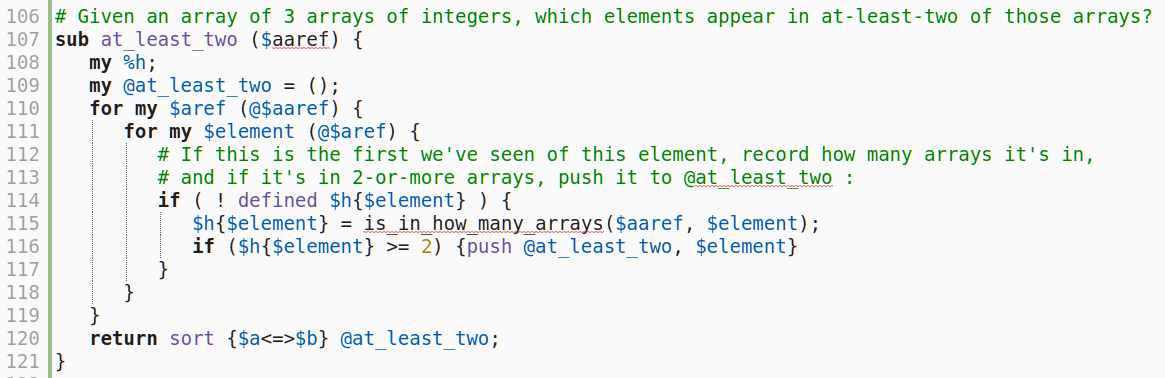 106 # Given an array of 3 arrays of integers, which elements appear in at-least-two of those arrays?
107 sub at_least_two ($aaref) {
108    my %h;
109    my @at_least_two = ();
110    for my $aref (@$aaref) {
111       for my $element (@$aref) {
112          # If this is the first we've seen of this element, record how many arrays it's in,
113          # and if it's in 2-or-more arrays, push it to @at_least_two :
114          if ( ! defined $h{$element} ) {
115             $h{$element} = is_in_how_many_arrays($aaref, $element);
116             if ($h{$element} >= 2) {push @at_least_two, $element}
117          }
118       }
119    }
120    return sort {$a<=>$b} @at_least_two;
121 }